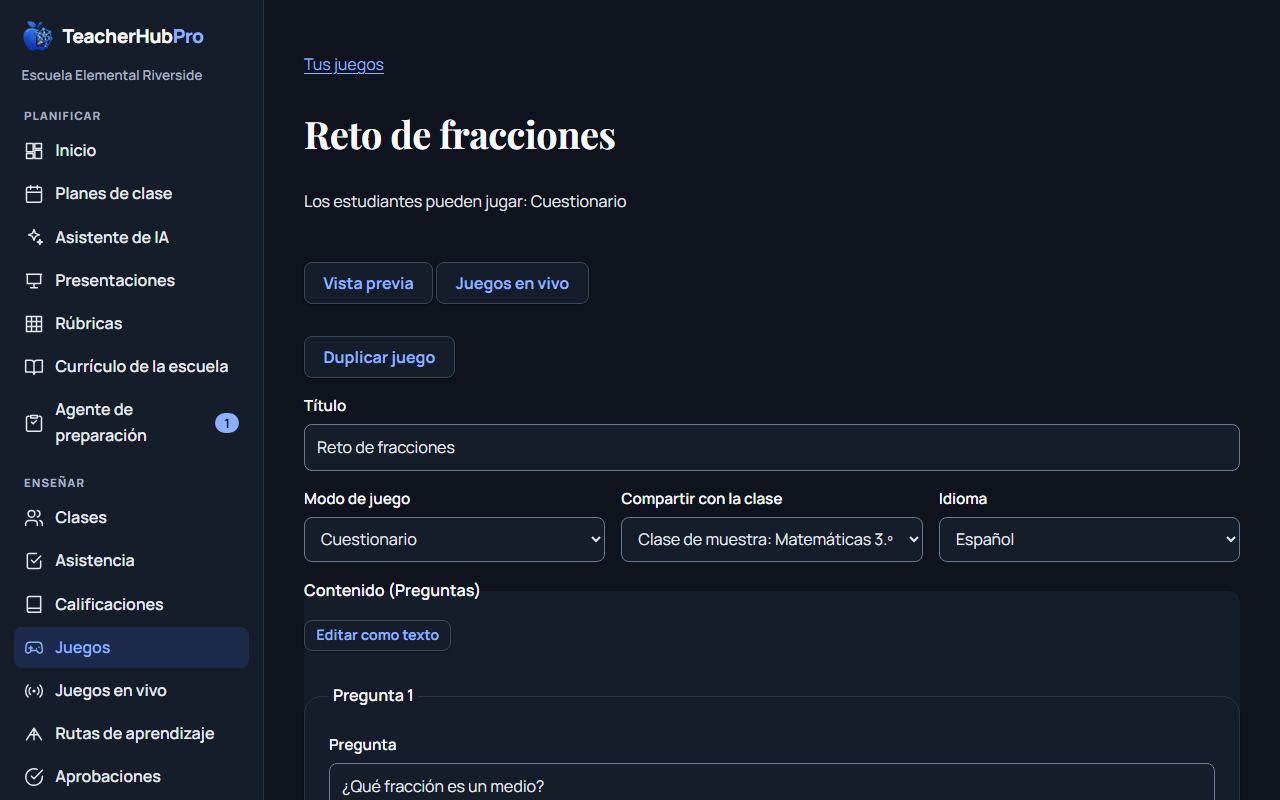 TeacherHubPro
Escuela Elemental Riverside
PLANIFICAR
Inicio
Planes de clase
Asistente de IA
Presentaciones
Rúbricas
Currículo de la escuela
Agente de
preparación
1
ENSEÑAR
Clases
Asistencia
Calificaciones
Juegos
Juegos en vivo
Rutas de aprendizaje
Aprobaciones
Tus juegos
Reto de fracciones
Los estudiantes pueden jugar: Cuestionario
Vista previa
Juegos en vivo
Duplicar juego
Título
Reto de fracciones
Modo de juego
Compartir con la clase
Idioma
Cuestionario
Clase de muestra: Matemáticas 3.º
Español
Contenido (Preguntas)
Editar como texto
Pregunta 1
Pregunta
¿Qué fracción es un medio?